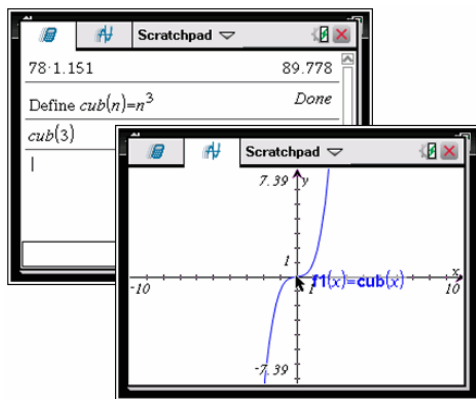 Scratchpad
78·1.151 89.778
Define cub(n)=n³ Done
cub(3)
Scratchpad
7.39 y
1
x
-10 1 10
f1(x)=cub(x)
-7.39